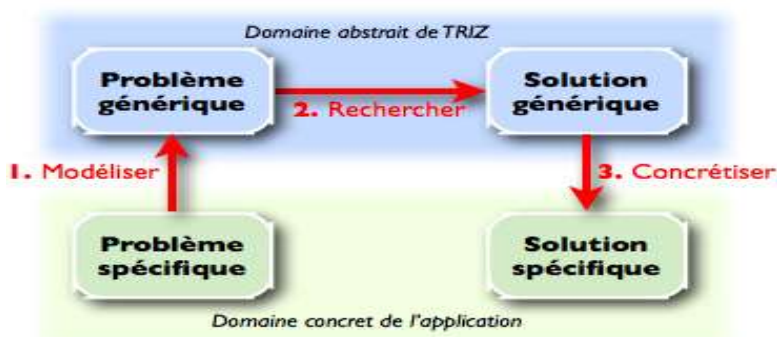 Domaine abstrait de TRIZ
Problème
générique
Solution
générique
2. Rechercher
1. Modéliser
3. Concrétiser
Problème
spécifique
Solution
spécifique
Domaine concret de l'application